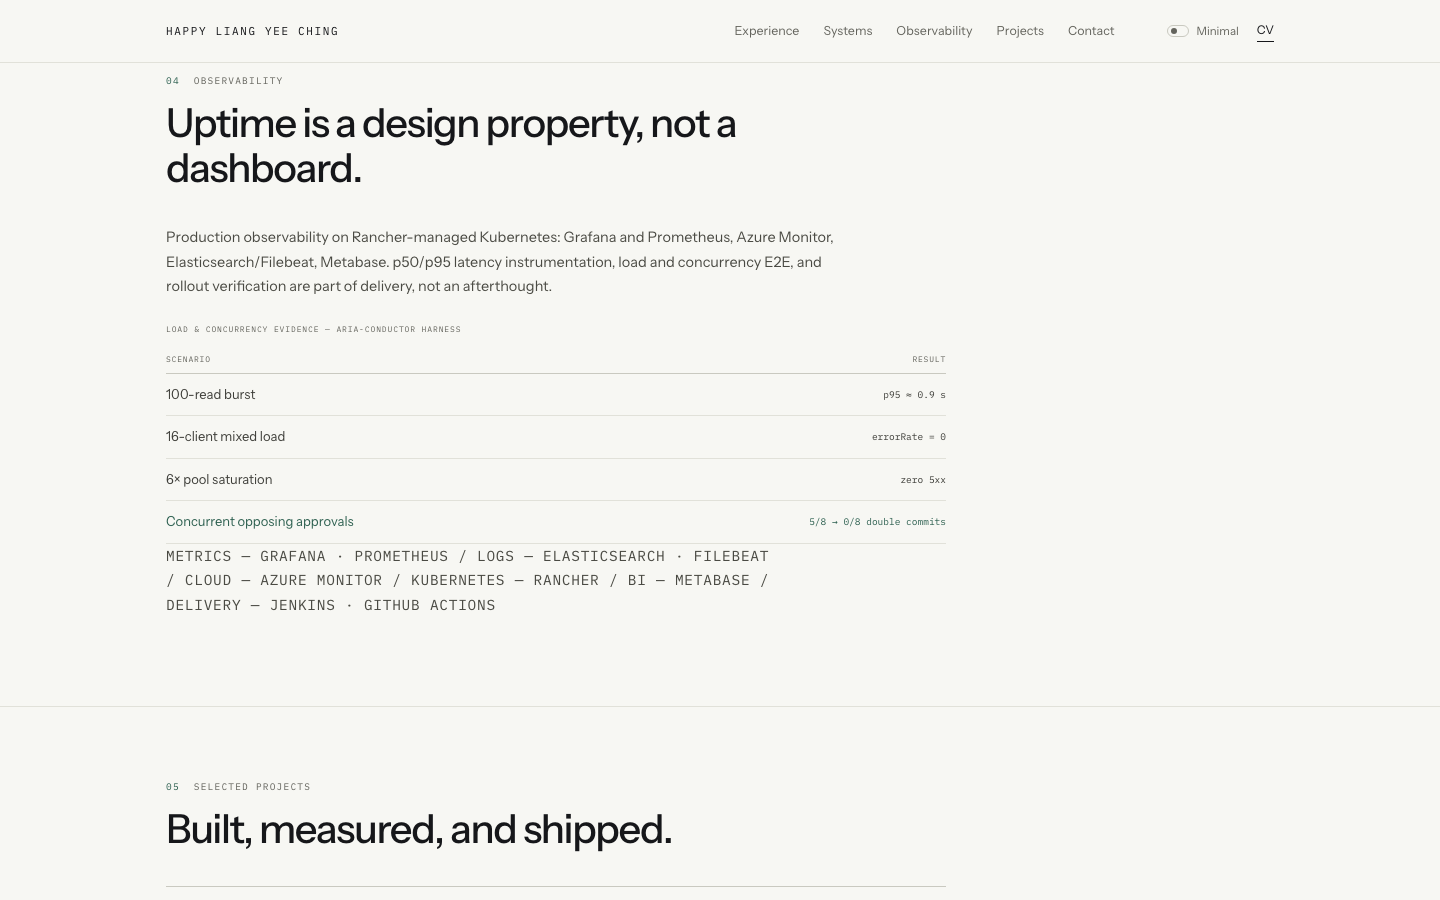 HAPPY LIANG YEE CHING
Experience Systems Observability Projects Contact Minimal CV
04 OBSERVABILITY
Uptime is a design property, not a
dashboard.
Production observability on Rancher-managed Kubernetes: Grafana and Prometheus, Azure Monitor,
Elasticsearch/Filebeat, Metabase. p50/p95 latency instrumentation, load and concurrency E2E, and
rollout verification are part of delivery, not an afterthought.
LOAD & CONCURRENCY EVIDENCE — ARIA-CONDUCTOR HARNESS
SCENARIO RESULT
100-read burst p95 ≈ 0.9 s
16-client mixed load errorRate = 0
6× pool saturation zero 5xx
Concurrent opposing approvals 5/8 → 0/8 double commits
METRICS — GRAFANA · PROMETHEUS / LOGS — ELASTICSEARCH · FILEBEAT
/ CLOUD — AZURE MONITOR / KUBERNETES — RANCHER / BI — METABASE /
DELIVERY — JENKINS · GITHUB ACTIONS
05 SELECTED PROJECTS
Built, measured, and shipped.